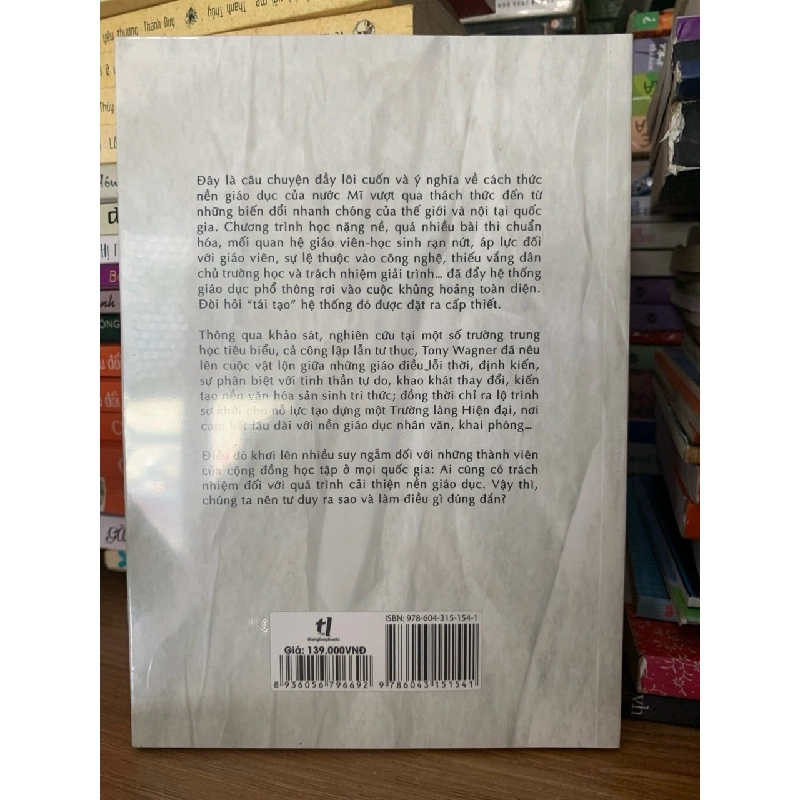 yêu thương Thanh Đức
Thanh Thủy
Đây là câu chuyện đầy lôi cuốn và ý nghĩa về cách thức
nền giáo dục của nước Mĩ vượt qua thách thức đến từ
những biến đổi nhanh chóng của thế giới và nội tại quốc
gia. Chương trình học nặng nề, quá nhiều bài thi chuẩn
hóa, mối quan hệ giáo viên-học sinh rạn nứt, áp lực đối
với giáo viên, sự lệ thuộc vào công nghệ, thiếu vắng dân
chủ trường học và trách nhiệm giải trình... đã đẩy hệ thống
giáo dục phổ thông rơi vào cuộc khủng hoảng toàn diện.
Đòi hỏi "tái tạo" hệ thống đó được đặt ra cấp thiết.
Thông qua khảo sát, nghiên cứu tại một số trường trung
học tiêu biểu, cả công lập lẫn tư thục, Tony Wagner đã nêu
lên cuộc vật lộn giữa những giáo điều lỗi thời, định kiến,
sự phân biệt với tinh thần tự do, khao khát thay đổi, kiến
tạo nền văn hóa sản sinh tri thức; đồng thời chỉ ra lộ trình
sơ khởi cho nỗ lực tạo dựng một Trường làng Hiện đại, nơi
cam kết lâu dài với nền giáo dục nhân văn, khai phóng...
Điều đó khơi lên nhiều suy ngẫm đối với những thành viên
của cộng đồng học tập ở mọi quốc gia: Ai cũng có trách
nhiệm đối với quá trình cải thiện nền giáo dục. Vậy thì,
chúng ta nên tư duy ra sao và làm điều gì đúng đắn?
tl
thanglongbooks
Giá: 139.000VNĐ
8 936056 796692
ISBN: 978-604-315-154-1
9 786043 151541
vh